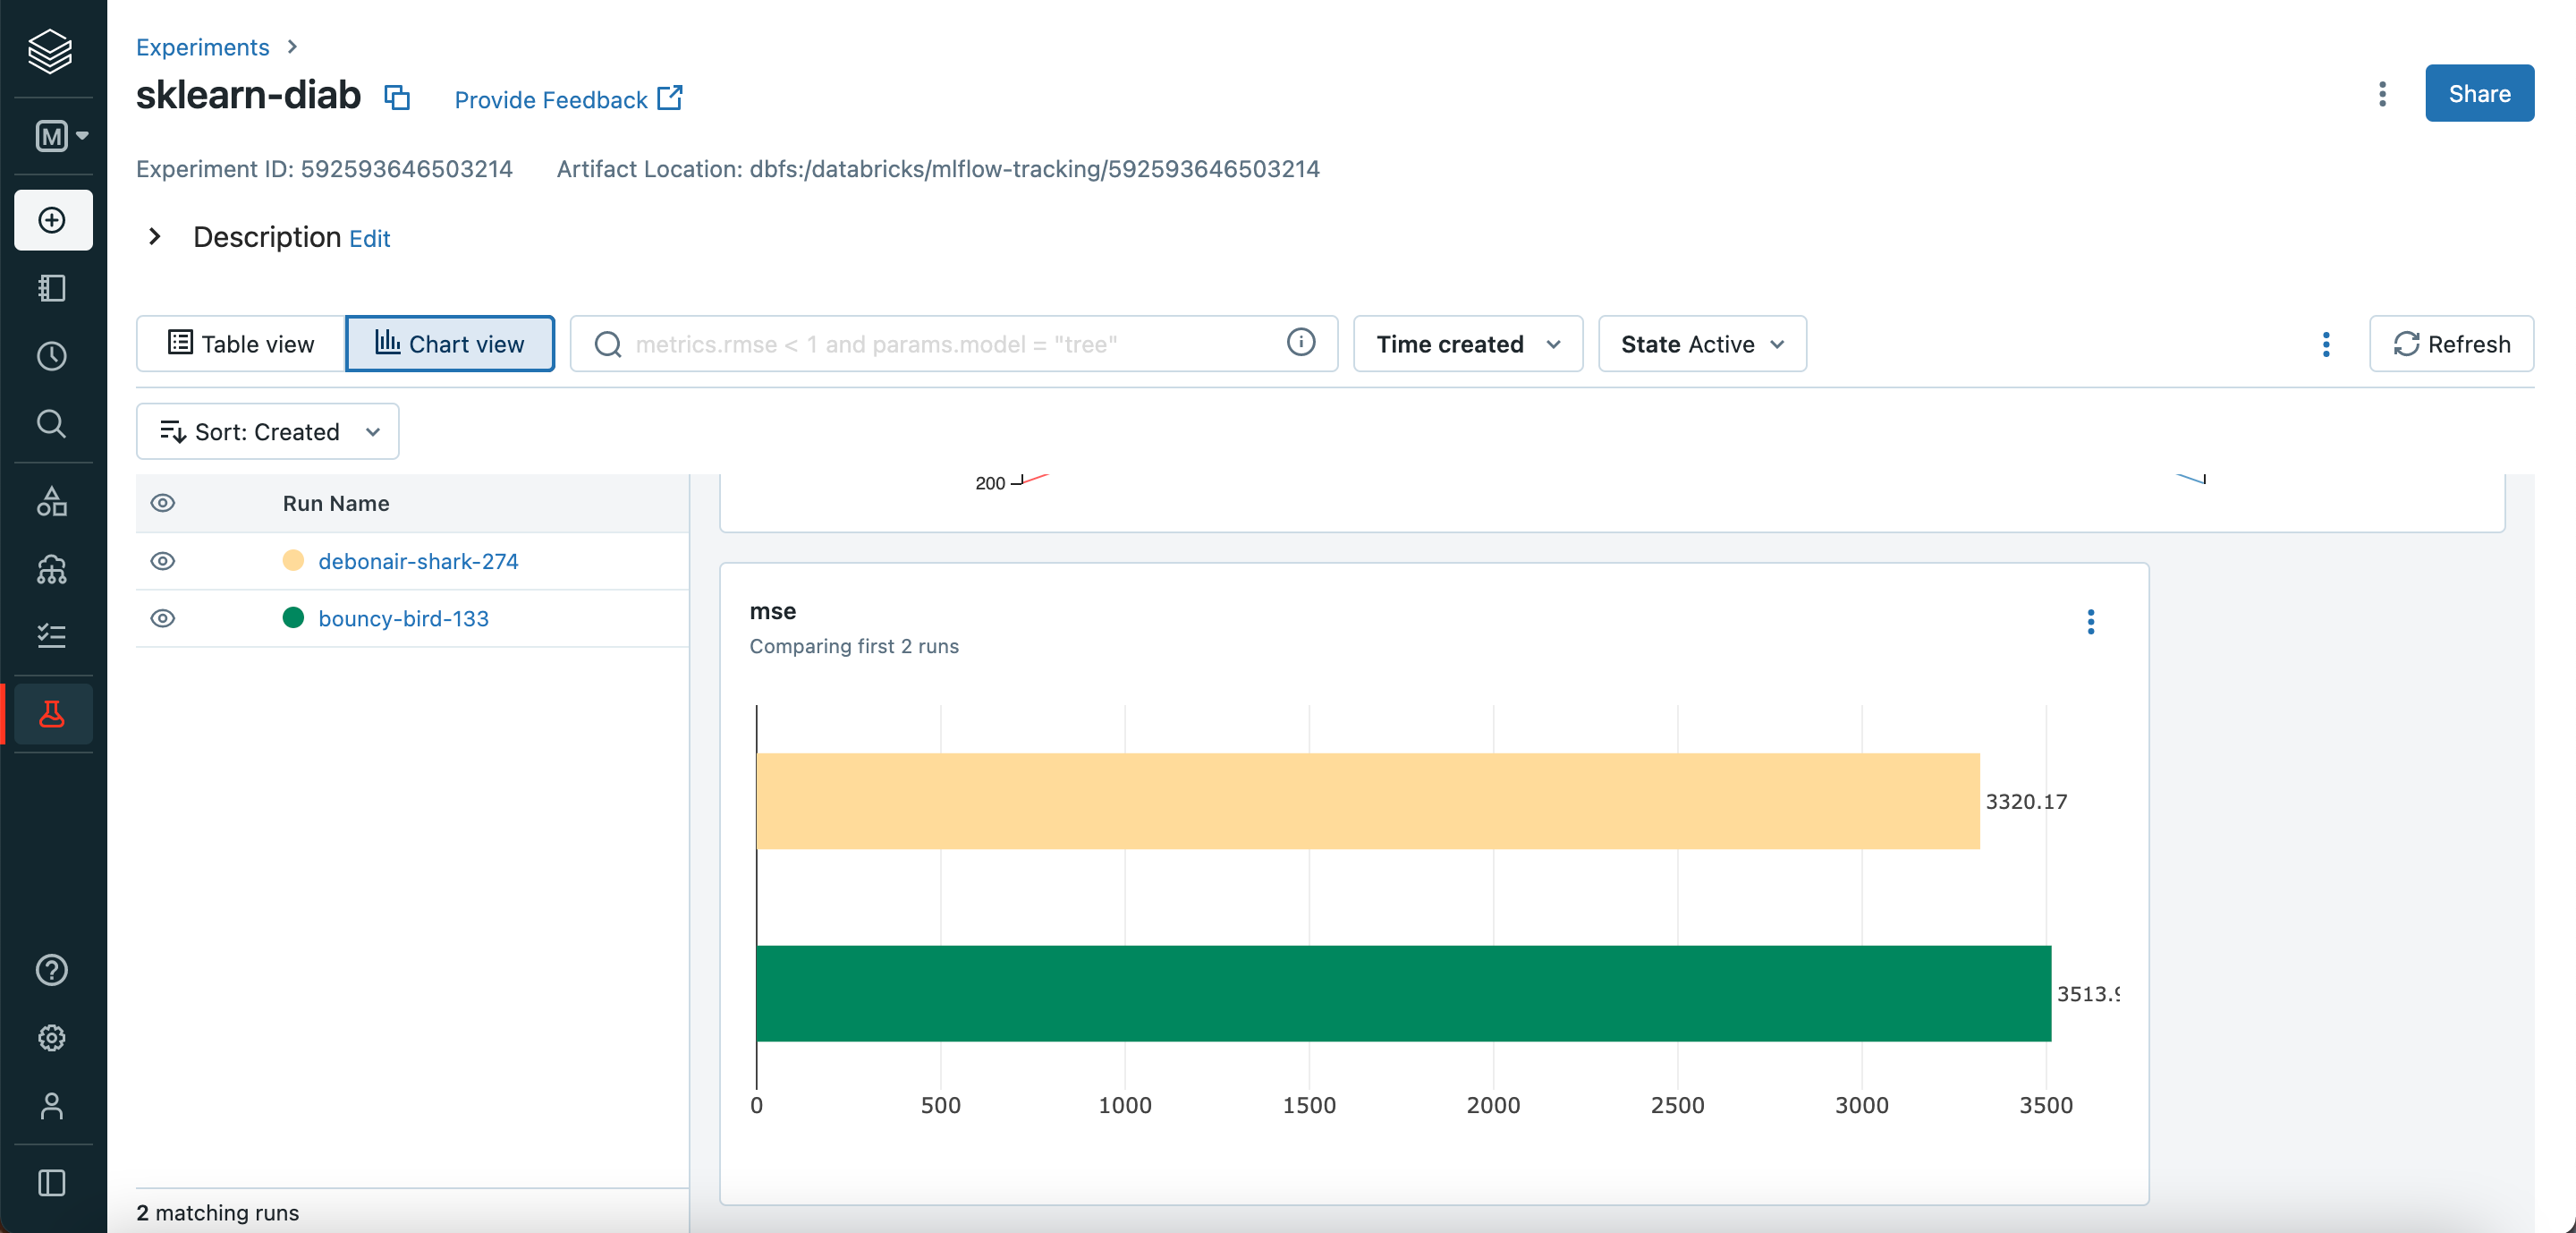 Experiments
sklearn-diab Provide Feedback
Share
Experiment ID: 592593646503214 Artifact Location: dbfs:/databricks/mlflow-tracking/592593646503214
M
Description Edit
Table view Chart view metrics.rmse < 1 and params.model = "tree" Time created State Active Refresh
Sort: Created
Run Name
debonair-shark-274
bouncy-bird-133
2 matching runs
200
mse
Comparing first 2 runs
3320.17
3513.9
0 500 1000 1500 2000 2500 3000 3500